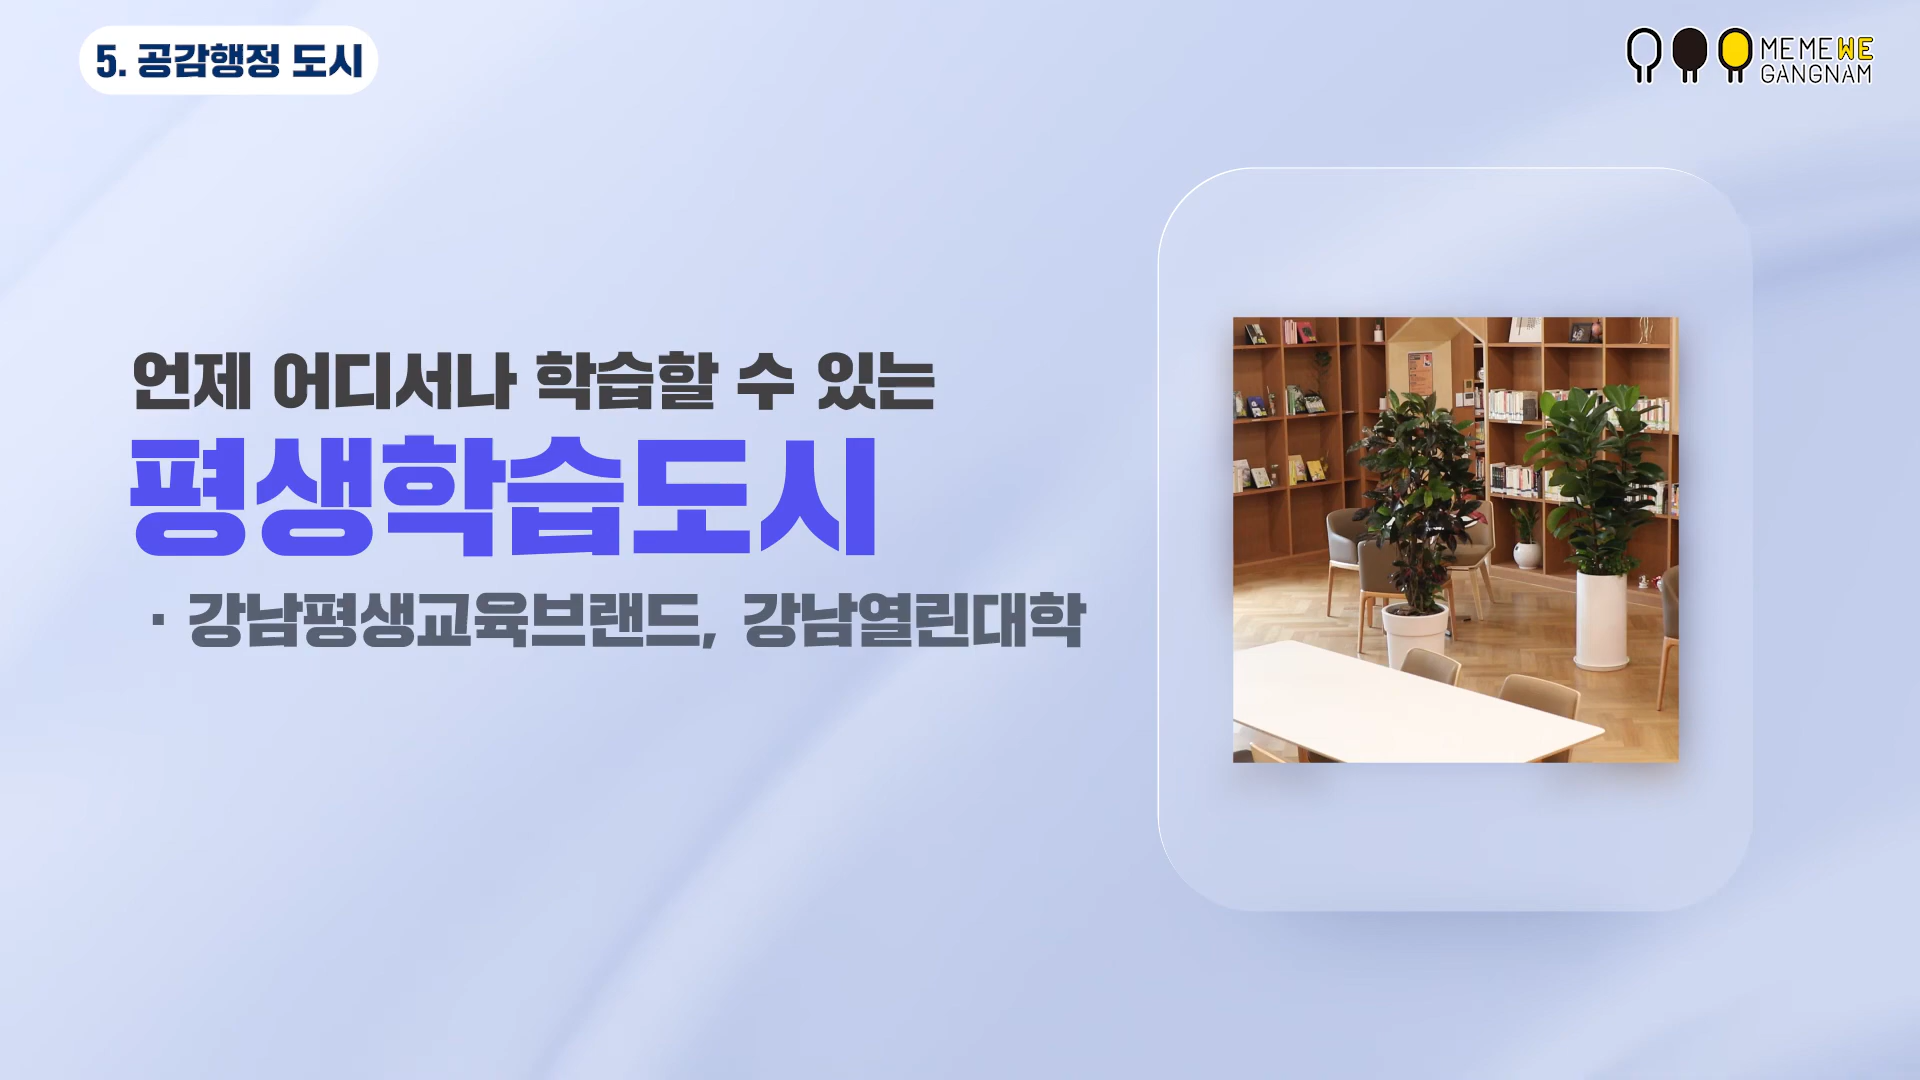 5. 공감행정 도시
MEMEWE
GANGNAM
언제 어디서나 학습할 수 있는
평생학습도시
· 강남평생교육브랜드, 강남열린대학